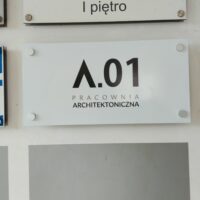 I piętro
Λ.01
PRACOWNIA
ARCHITEKTONICZNA